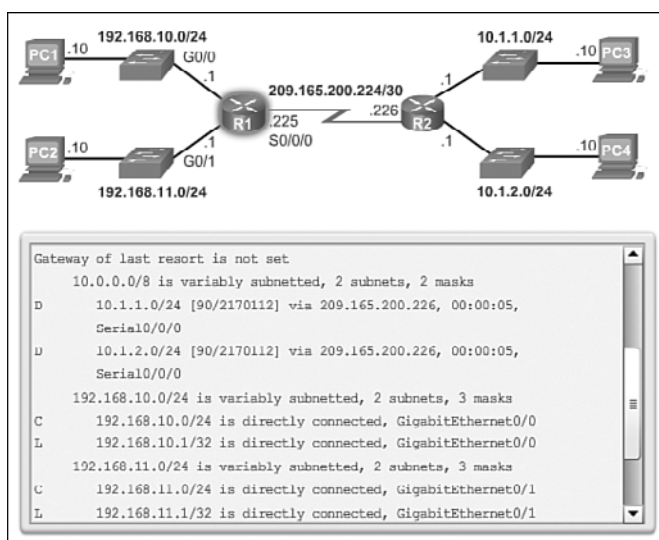 192.168.10.0/24
10.1.1.0/24
PC1
.10
G0/0
.10
PC3
.1
209.165.200.224/30
.1
R1
.225
.226
R2
S0/0/0
PC2
.10
.1
G0/1
.1
.10
PC4
192.168.11.0/24
10.1.2.0/24
Gateway of last resort is not set
10.0.0.0/8 is variably subnetted, 2 subnets, 2 masks
D 10.1.1.0/24 [90/2170112] via 209.165.200.226, 00:00:05,
Serial0/0/0
D 10.1.2.0/24 [90/2170112] via 209.165.200.226, 00:00:05,
Serial0/0/0
192.168.10.0/24 is variably subnetted, 2 subnets, 3 masks
C 192.168.10.0/24 is directly connected, GigabitEthernet0/0
L 192.168.10.1/32 is directly connected, GigabitEthernet0/0
192.168.11.0/24 is variably subnetted, 2 subnets, 3 masks
C 192.168.11.0/24 is directly connected, GigabitEthernet0/1
L 192.168.11.1/32 is directly connected, GigabitEthernet0/1